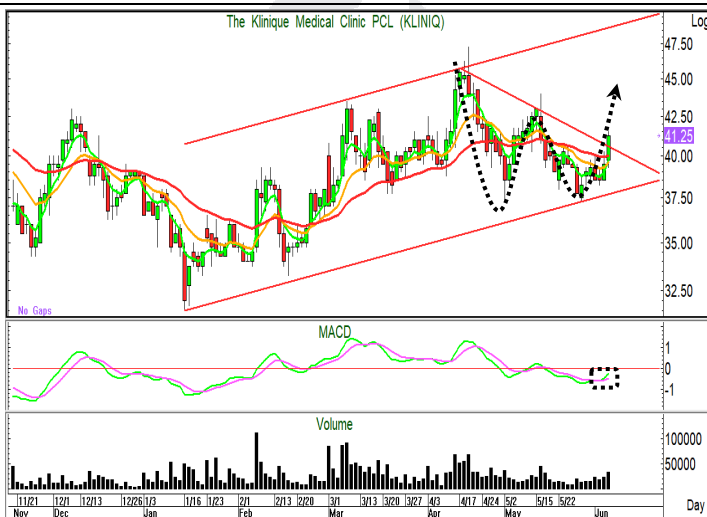 The Klinique Medical Clinic PCL (KLINIQ)
Log
47.50
45.00
42.50
41.25
40.00
37.50
35.00
32.50
No Gaps
MACD
1
0
-1
Volume
100000
50000
11/21 12/1 12/13 12/26 1/3 1/16 1/23 2/1 2/13 2/20 3/1 3/13 3/20 3/27 4/3 4/17 4/24 5/2 5/15 5/22
Nov Dec Jan Feb Mar Apr May Jun
Day